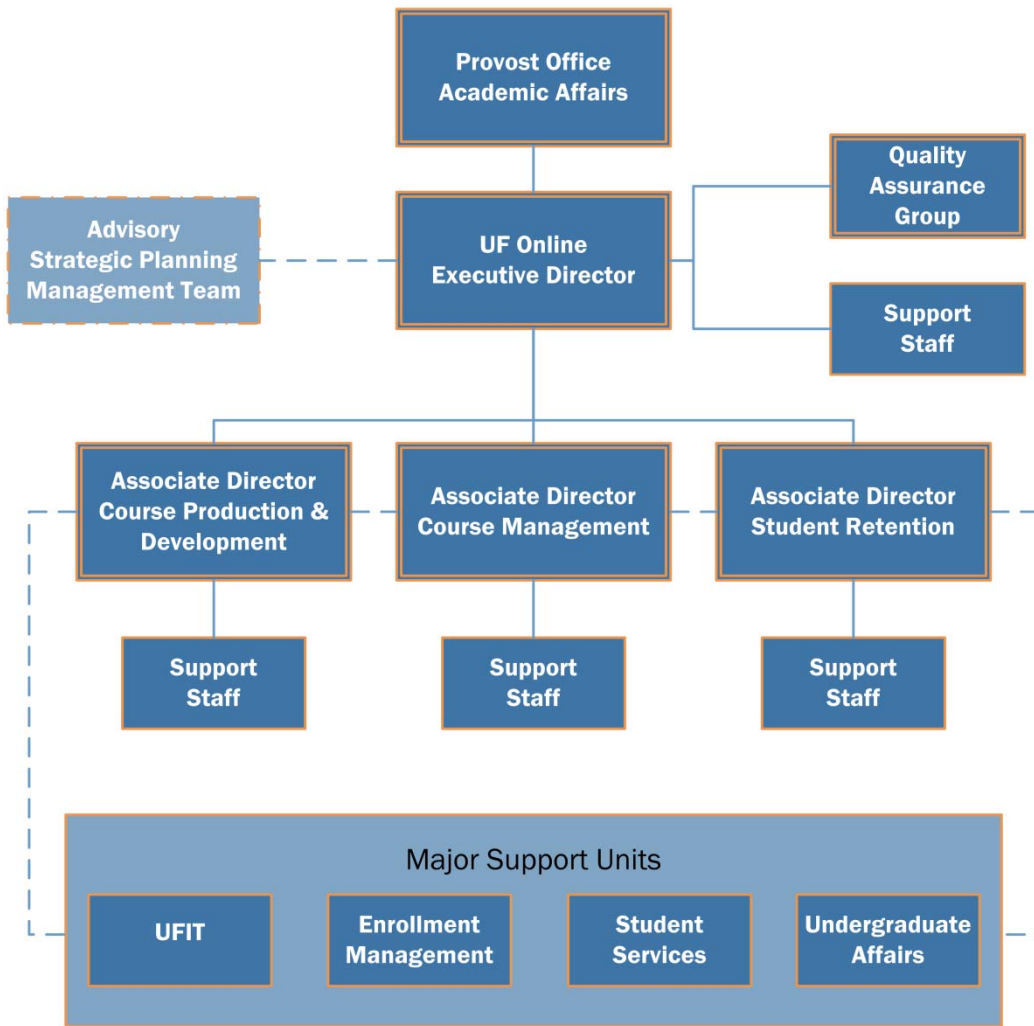 Provost Office
Academic Affairs
Quality
Assurance
Group
Advisory
Strategic Planning
Management Team
UF Online
Executive Director
Support
Staff
Associate Director
Course Production &
Development
Associate Director
Course Management
Associate Director
Student Retention
Support
Staff
Support
Staff
Support
Staff
Major Support Units
UFIT
Enrollment
Management
Student
Services
Undergraduate
Affairs